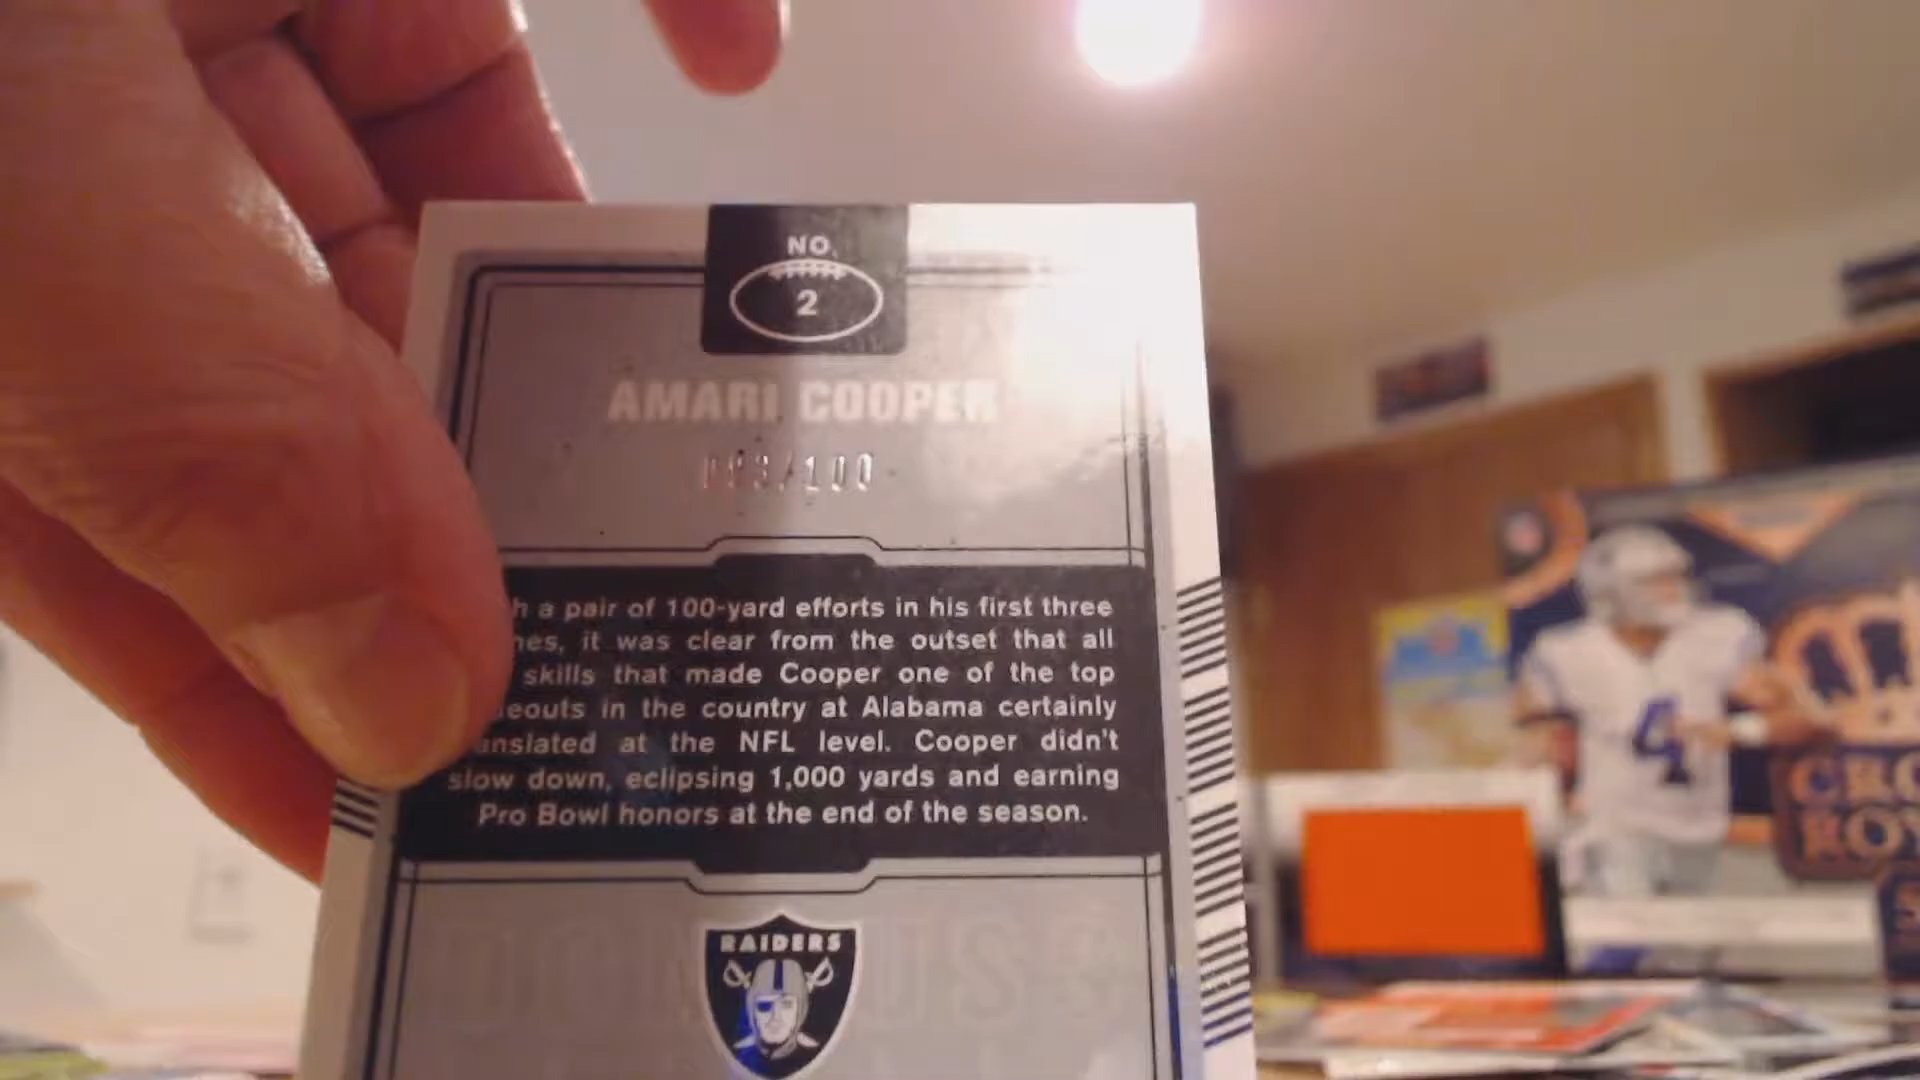 NO.
2
AMARI COOPER
/100
a pair of 100-yard efforts in his first three
it was clear from the outset that all
skills that made Cooper one of the top
in the country at Alabama certainly
at the NFL level. Cooper didn't
slow down, eclipsing 1,000 yards and earning
Pro Bowl honors at the end of the season.
RAIDERS
4